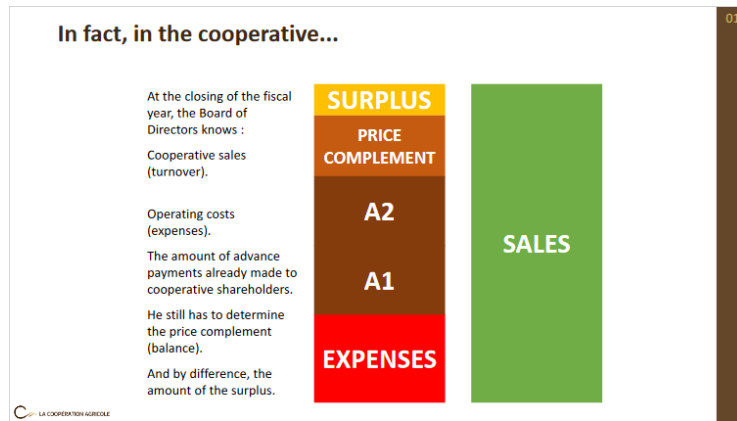 01
In fact, in the cooperative...
At the closing of the fiscal
year, the Board of
Directors knows :
Cooperative sales
(turnover).
Operating costs
(expenses).
The amount of advance
payments already made to
cooperative shareholders.
He still has to determine
the price complement
(balance).
And by difference, the
amount of the surplus.
SURPLUS
PRICE
COMPLEMENT
A2
A1
EXPENSES
SALES
LA COOPÉRATION AGRICOLE